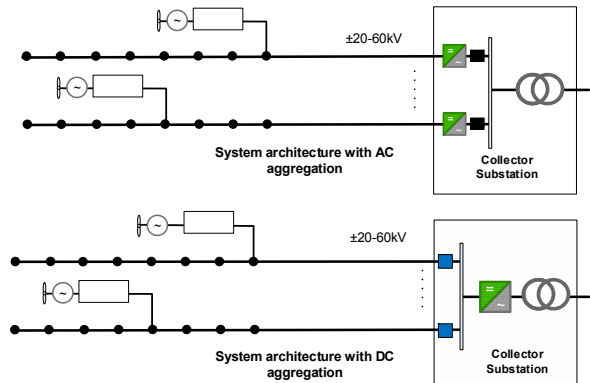 ±20-60kV
System architecture with AC
aggregation
Collector
Substation
±20-60kV
System architecture with DC
aggregation
Collector
Substation